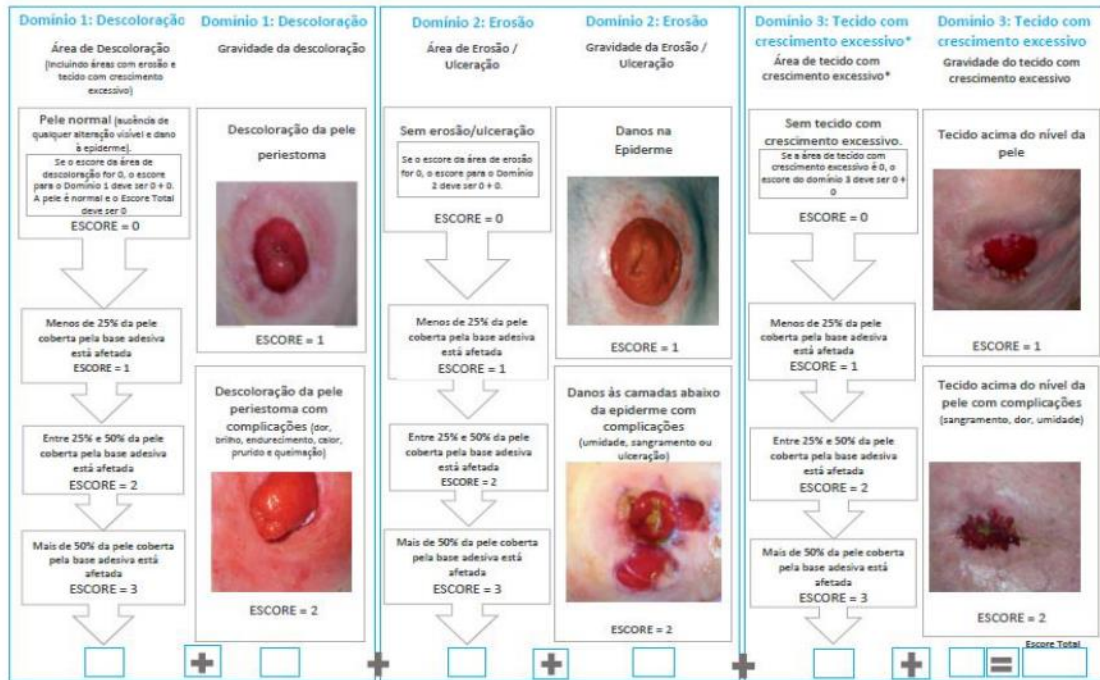 Domínio 1: Descoloração
Área de Descoloração
(Incluindo áreas com erosão e
tecido com crescimento
excessivo)
Pele normal (ausência de
qualquer alteração visível e dano
à epiderme).
Se o escore da área de
descoloração for 0, o escore
para o Domínio 1 deve ser 0 + 0.
A pele é normal e o Escore Total
deve ser 0
ESCORE = 0
Menos de 25% da pele
coberta pela base adesiva
está afetada
ESCORE = 1
Entre 25% e 50% da pele
coberta pela base adesiva
está afetada
ESCORE = 2
Mais de 50% da pele coberta
pela base adesiva está
afetada
ESCORE = 3
Domínio 1: Descoloração
Gravidade da descoloração
Descoloração da pele
periestoma
ESCORE = 1
Descoloração da pele
periestoma com
complicações (dor,
brilho, endurecimento, calor,
prurido e queimação)
ESCORE = 2
Domínio 2: Erosão
Área de Erosão /
Ulceração
Sem erosão/ulceração
Se o escore da área de erosão
for 0, o escore para o Domínio
2 deve ser 0 + 0.
ESCORE = 0
Menos de 25% da pele
coberta pela base adesiva
está afetada
ESCORE = 1
Entre 25% e 50% da pele
coberta pela base adesiva
está afetada
ESCORE = 2
Mais de 50% da pele coberta
pela base adesiva está
afetada
ESCORE = 3
Domínio 2: Erosão
Gravidade da Erosão /
Ulceração
Danos na
Epiderme
ESCORE = 1
Danos às camadas abaixo
da epiderme com
complicações
(umidade, sangramento ou
ulceração)
ESCORE = 2
Domínio 3: Tecido com
crescimento excessivo*
Área de tecido com
crescimento excessivo*
Sem tecido com
crescimento excessivo.
Se a área de tecido com
crescimento excessivo é 0, o
escore do domínio 3 deve ser 0 +
0
ESCORE = 0
Menos de 25% da pele
coberta pela base adesiva
está afetada
ESCORE = 1
Entre 25% e 50% da pele
coberta pela base adesiva
está afetada
ESCORE = 2
Mais de 50% da pele coberta
pela base adesiva está
afetada
ESCORE = 3
Domínio 3: Tecido com
crescimento excessivo
Gravidade do tecido com
crescimento excessivo
Tecido acima do nível da
pele
ESCORE = 1
Tecido acima do nível da
pele com complicações
(sangramento, dor, umidade)
ESCORE = 2
Escore Total
+ + + + + =